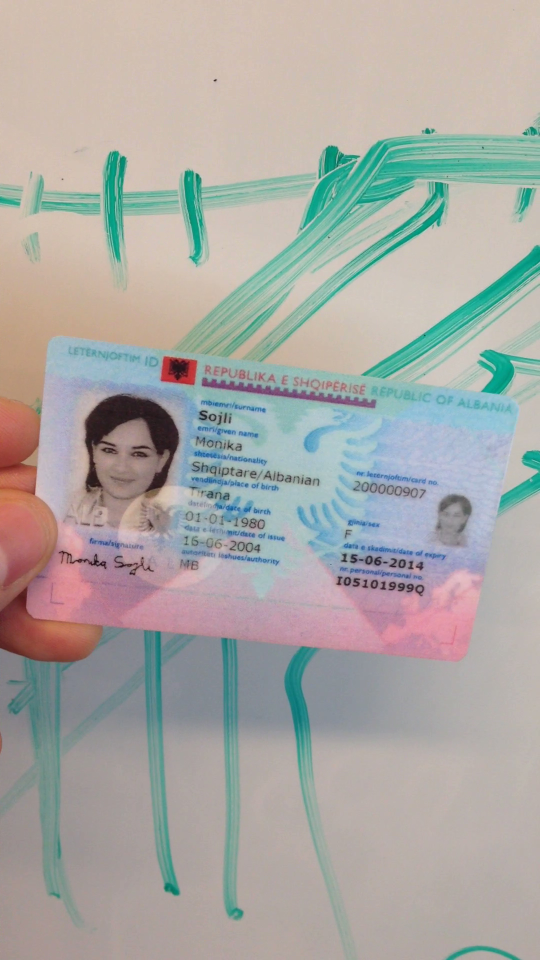 LETËRNJOFTIM ID REPUBLIKA E SHQIPËRISË REPUBLIC OF ALBANIA
mbiemri/surname
Sojli
emri/given name
Monika
shtetësia/nationality
Shqiptare/Albanian
vendlindja/place of birth
Tirana
datëlindja/date of birth
01-01-1980
data e lëshimit/date of issue
16-06-2004
autoriteti lëshues/authority
MB
nr. letërnjoftim/card no.
200000907
gjinia/sex
F
data e skadimit/date of expiry
15-06-2014
nr. personal/personal no.
I05101999Q
ALB
firma/signature
Monika Sojli